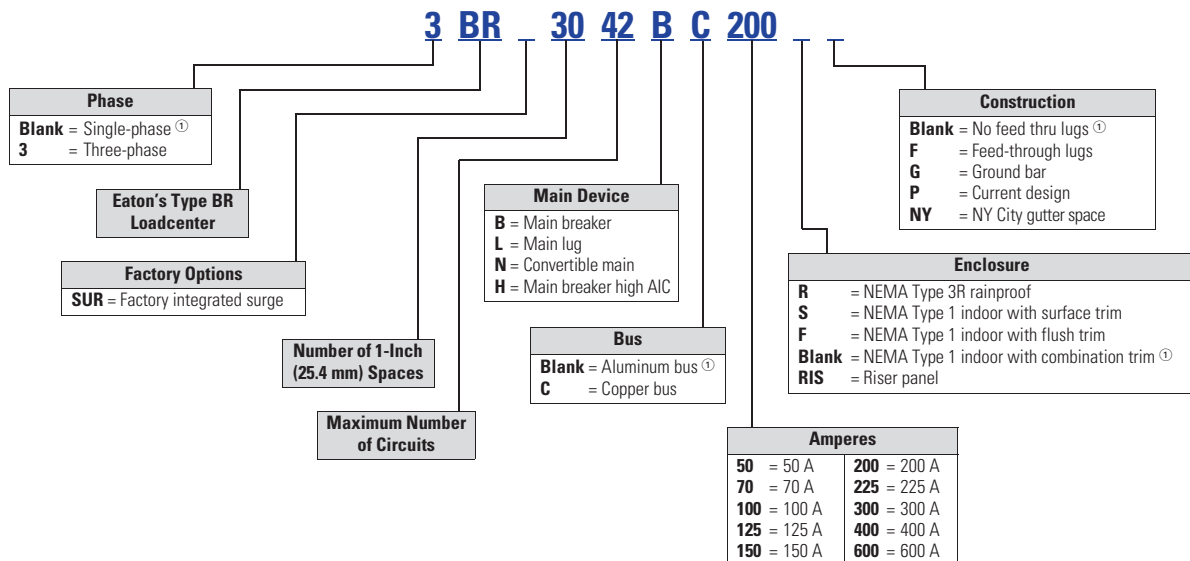 3 BR _ 30 42 B C 200 _ _
Phase
Blank = Single-phase ①
3 = Three-phase
Eaton's Type BR
Loadcenter
Factory Options
SUR = Factory integrated surge
Number of 1-Inch
(25.4 mm) Spaces
Maximum Number
of Circuits
Main Device
B = Main breaker
L = Main lug
N = Convertible main
H = Main breaker high AIC
Bus
Blank = Aluminum bus ①
C = Copper bus
Construction
Blank = No feed thru lugs ①
F = Feed-through lugs
G = Ground bar
P = Current design
NY = NY City gutter space
Enclosure
R = NEMA Type 3R rainproof
S = NEMA Type 1 indoor with surface trim
F = NEMA Type 1 indoor with flush trim
Blank = NEMA Type 1 indoor with combination trim ①
RIS = Riser panel
Amperes
50 = 50 A 200 = 200 A
70 = 70 A 225 = 225 A
100 = 100 A 300 = 300 A
125 = 125 A 400 = 400 A
150 = 150 A 600 = 600 A